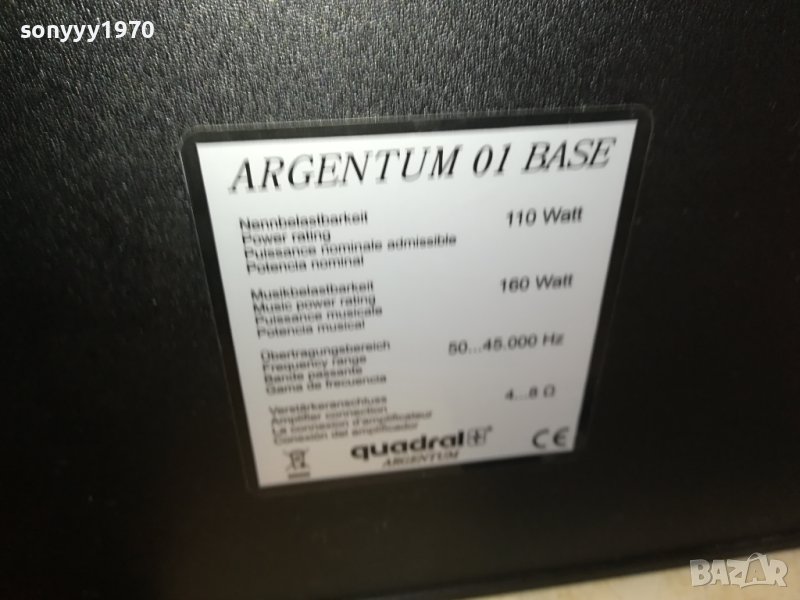 sonyyy1970
ARGENTUM 01 BASE
Nennbelastbarkeit 110 Watt
Power rating
Puissance nominale admissible
Potencia nominal
Musikbelastbarkeit 160 Watt
Music power rating
Puissance musicale
Potencia musical
Übertragungsbereich 50...45.000 Hz
Frequency range
Bande passante
Gama de frecuencia
Verstärkeranschluss 4...8 Ω
Amplifier connection
La connexion d'amplificateur
Conexión del amplificador
quadral
ARGENTUM
CE
BAZAR